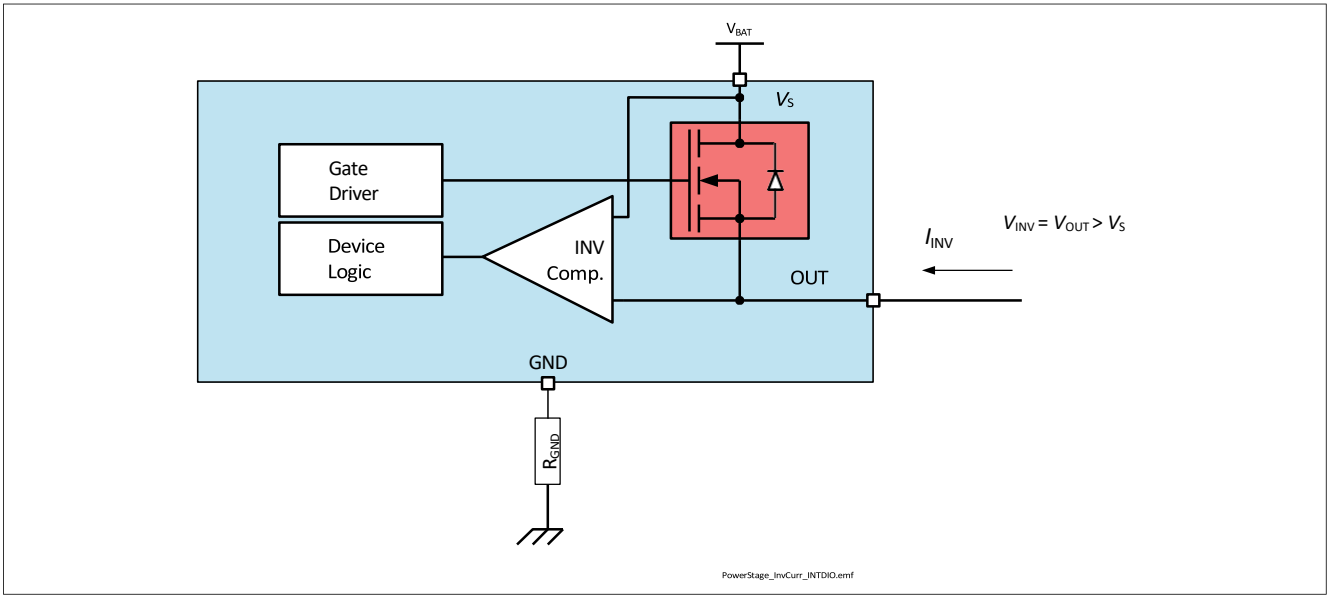 VBAT
VS
Gate
Driver
Device
Logic
INV
Comp.
OUT
IINV
VINV = VOUT > VS
GND
RGND
PowerStage_InvCurr_INTDIO.emf